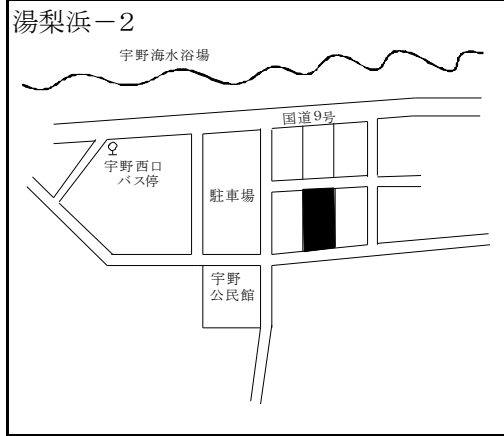 湯梨浜－2
宇野海水浴場
国道9号
宇野西口
バス停
駐車場
宇野
公民館